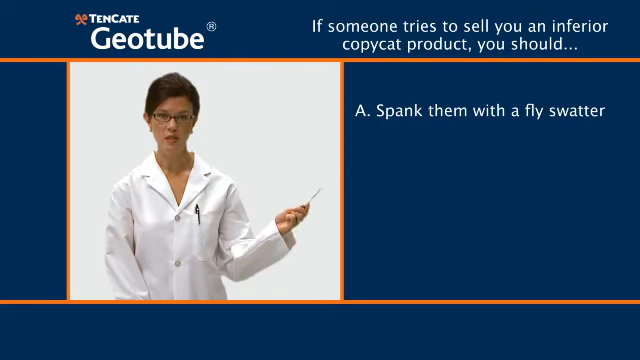 TENCATE
Geotube®
If someone tries to sell you an inferior
copycat product, you should...
A. Spank them with a fly swatter